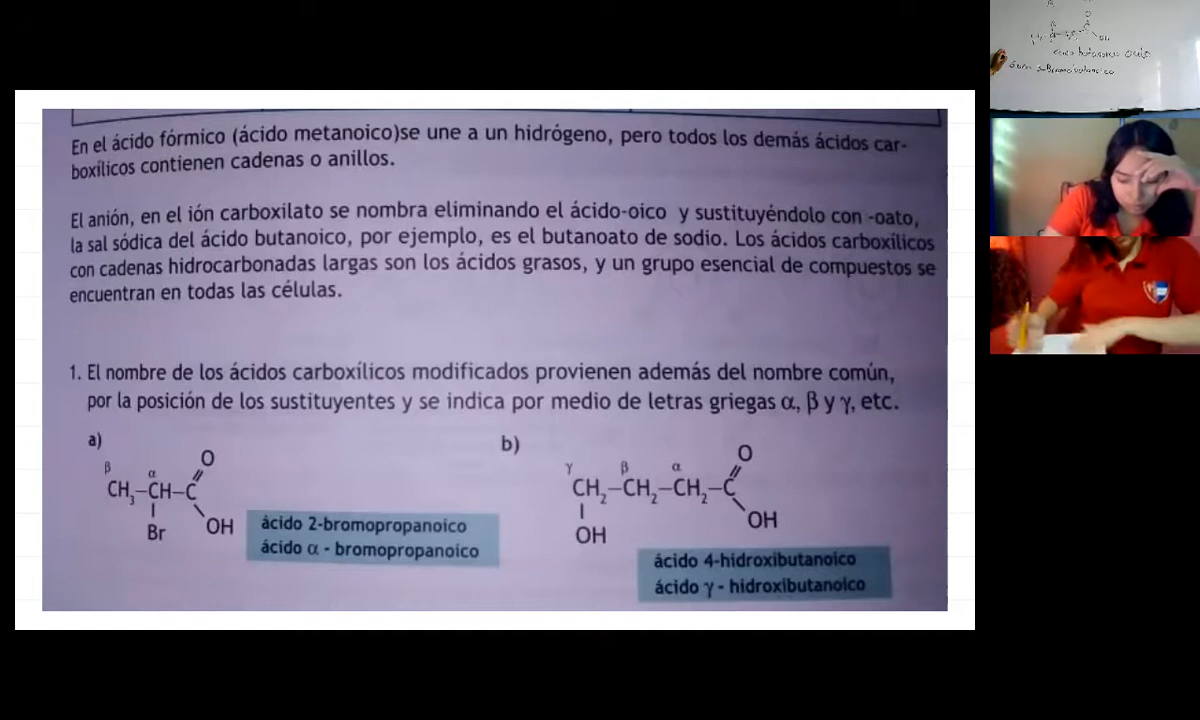 En el ácido fórmico (ácido metanoico)se une a un hidrógeno, pero todos los demás ácidos car-
boxílicos contienen cadenas o anillos.
El anión, en el ión carboxilato se nombra eliminando el ácido-oico y sustituyéndolo con -oato,
la sal sódica del ácido butanoico, por ejemplo, es el butanoato de sodio. Los ácidos carboxílicos
con cadenas hidrocarbonadas largas son los ácidos grasos, y un grupo esencial de compuestos se
encuentran en todas las células.
1. El nombre de los ácidos carboxílicos modificados provienen además del nombre común,
por la posición de los sustituyentes y se indica por medio de letras griegas α, β y γ, etc.
a)
β α O
CH₃-CH-C
Br OH
ácido 2-bromopropanoico
ácido α - bromopropanoico
b)
γ β α O
CH₂-CH₂-CH₂-C
OH OH
ácido 4-hidroxibutanoico
ácido γ - hidroxibutanoico